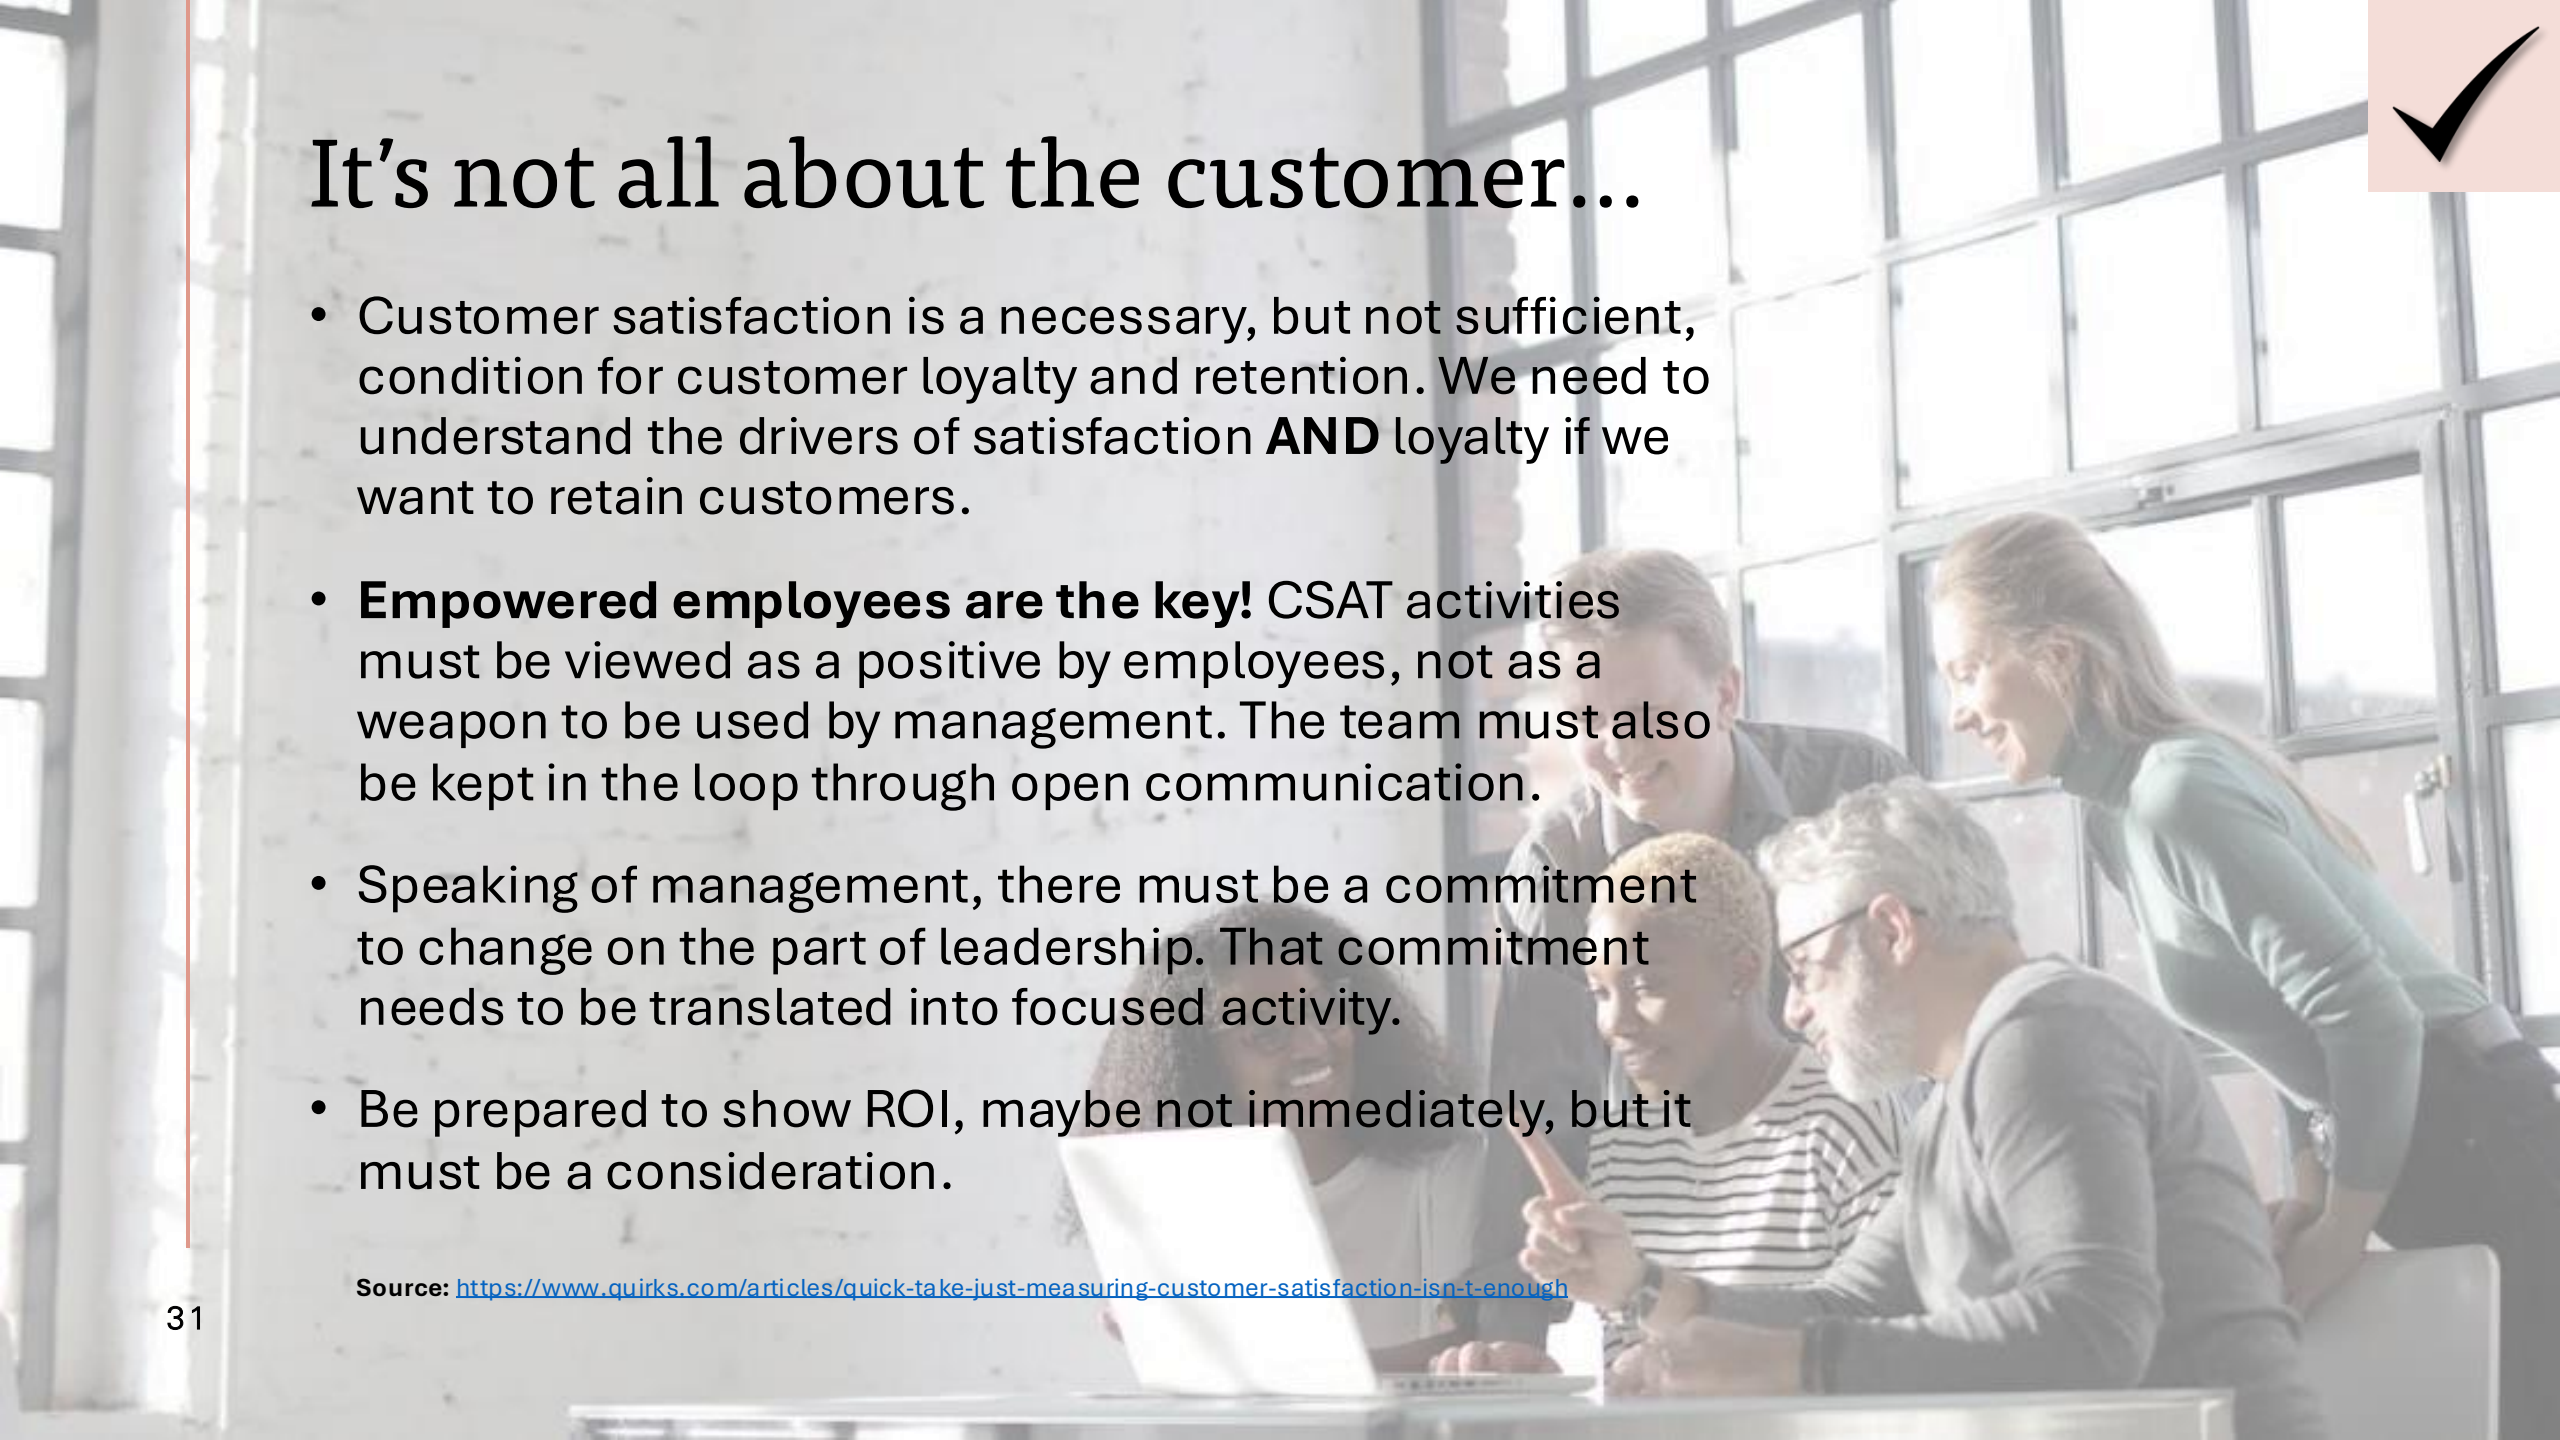 It’s not all about the customer…
• Customer satisfaction is a necessary, but not sufficient,
condition for customer loyalty and retention. We need to
understand the drivers of satisfaction AND loyalty if we
want to retain customers.
• Empowered employees are the key! CSAT activities
must be viewed as a positive by employees, not as a
weapon to be used by management. The team must also
be kept in the loop through open communication.
• Speaking of management, there must be a commitment
to change on the part of leadership. That commitment
needs to be translated into focused activity.
• Be prepared to show ROI, maybe not immediately, but it
must be a consideration.
Source: https://www.quirks.com/articles/quick-take-just-measuring-customer-satisfaction-isn-t-enough
31